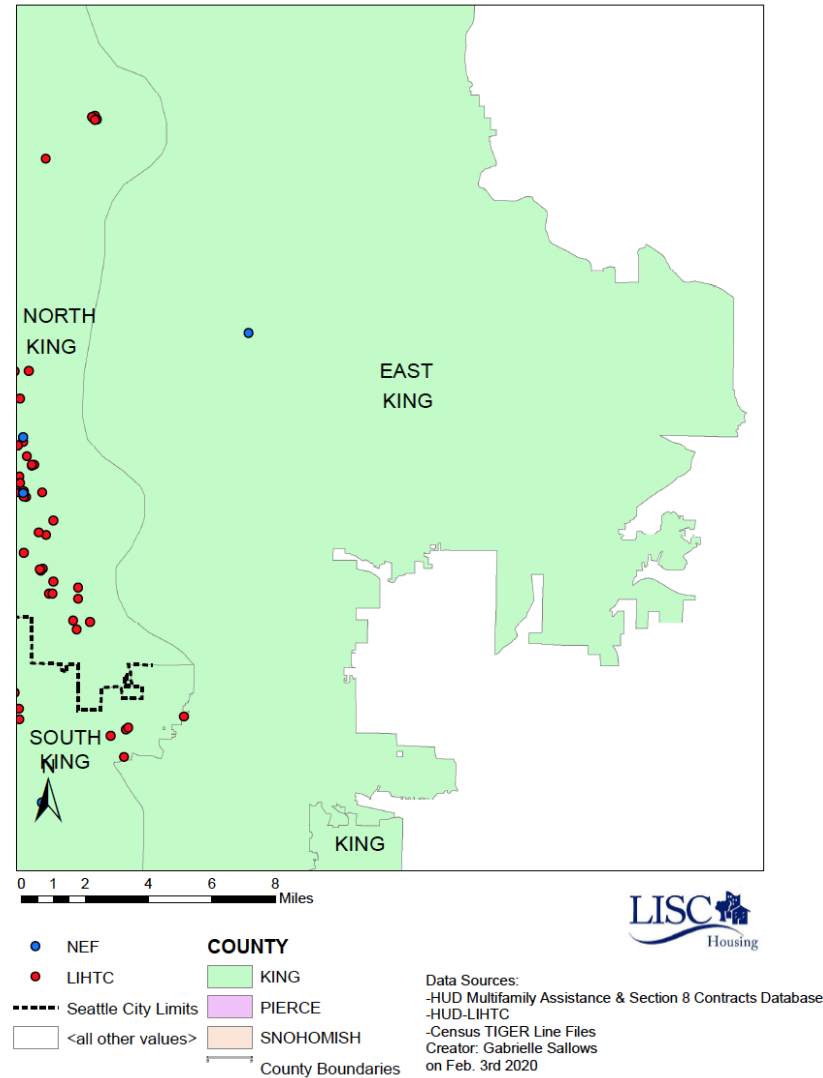 NORTH
KING
EAST
KING
SOUTH
KING
N
KING
0 1 2 4 6 8
Miles
LISC
Housing
NEF
LIHTC
Seattle City Limits
<all other values>
COUNTY
KING
PIERCE
SNOHOMISH
County Boundaries
Data Sources:
-HUD Multifamily Assistance & Section 8 Contracts Database
-HUD-LIHTC
-Census TIGER Line Files
Creator: Gabrielle Sallows
on Feb. 3rd 2020